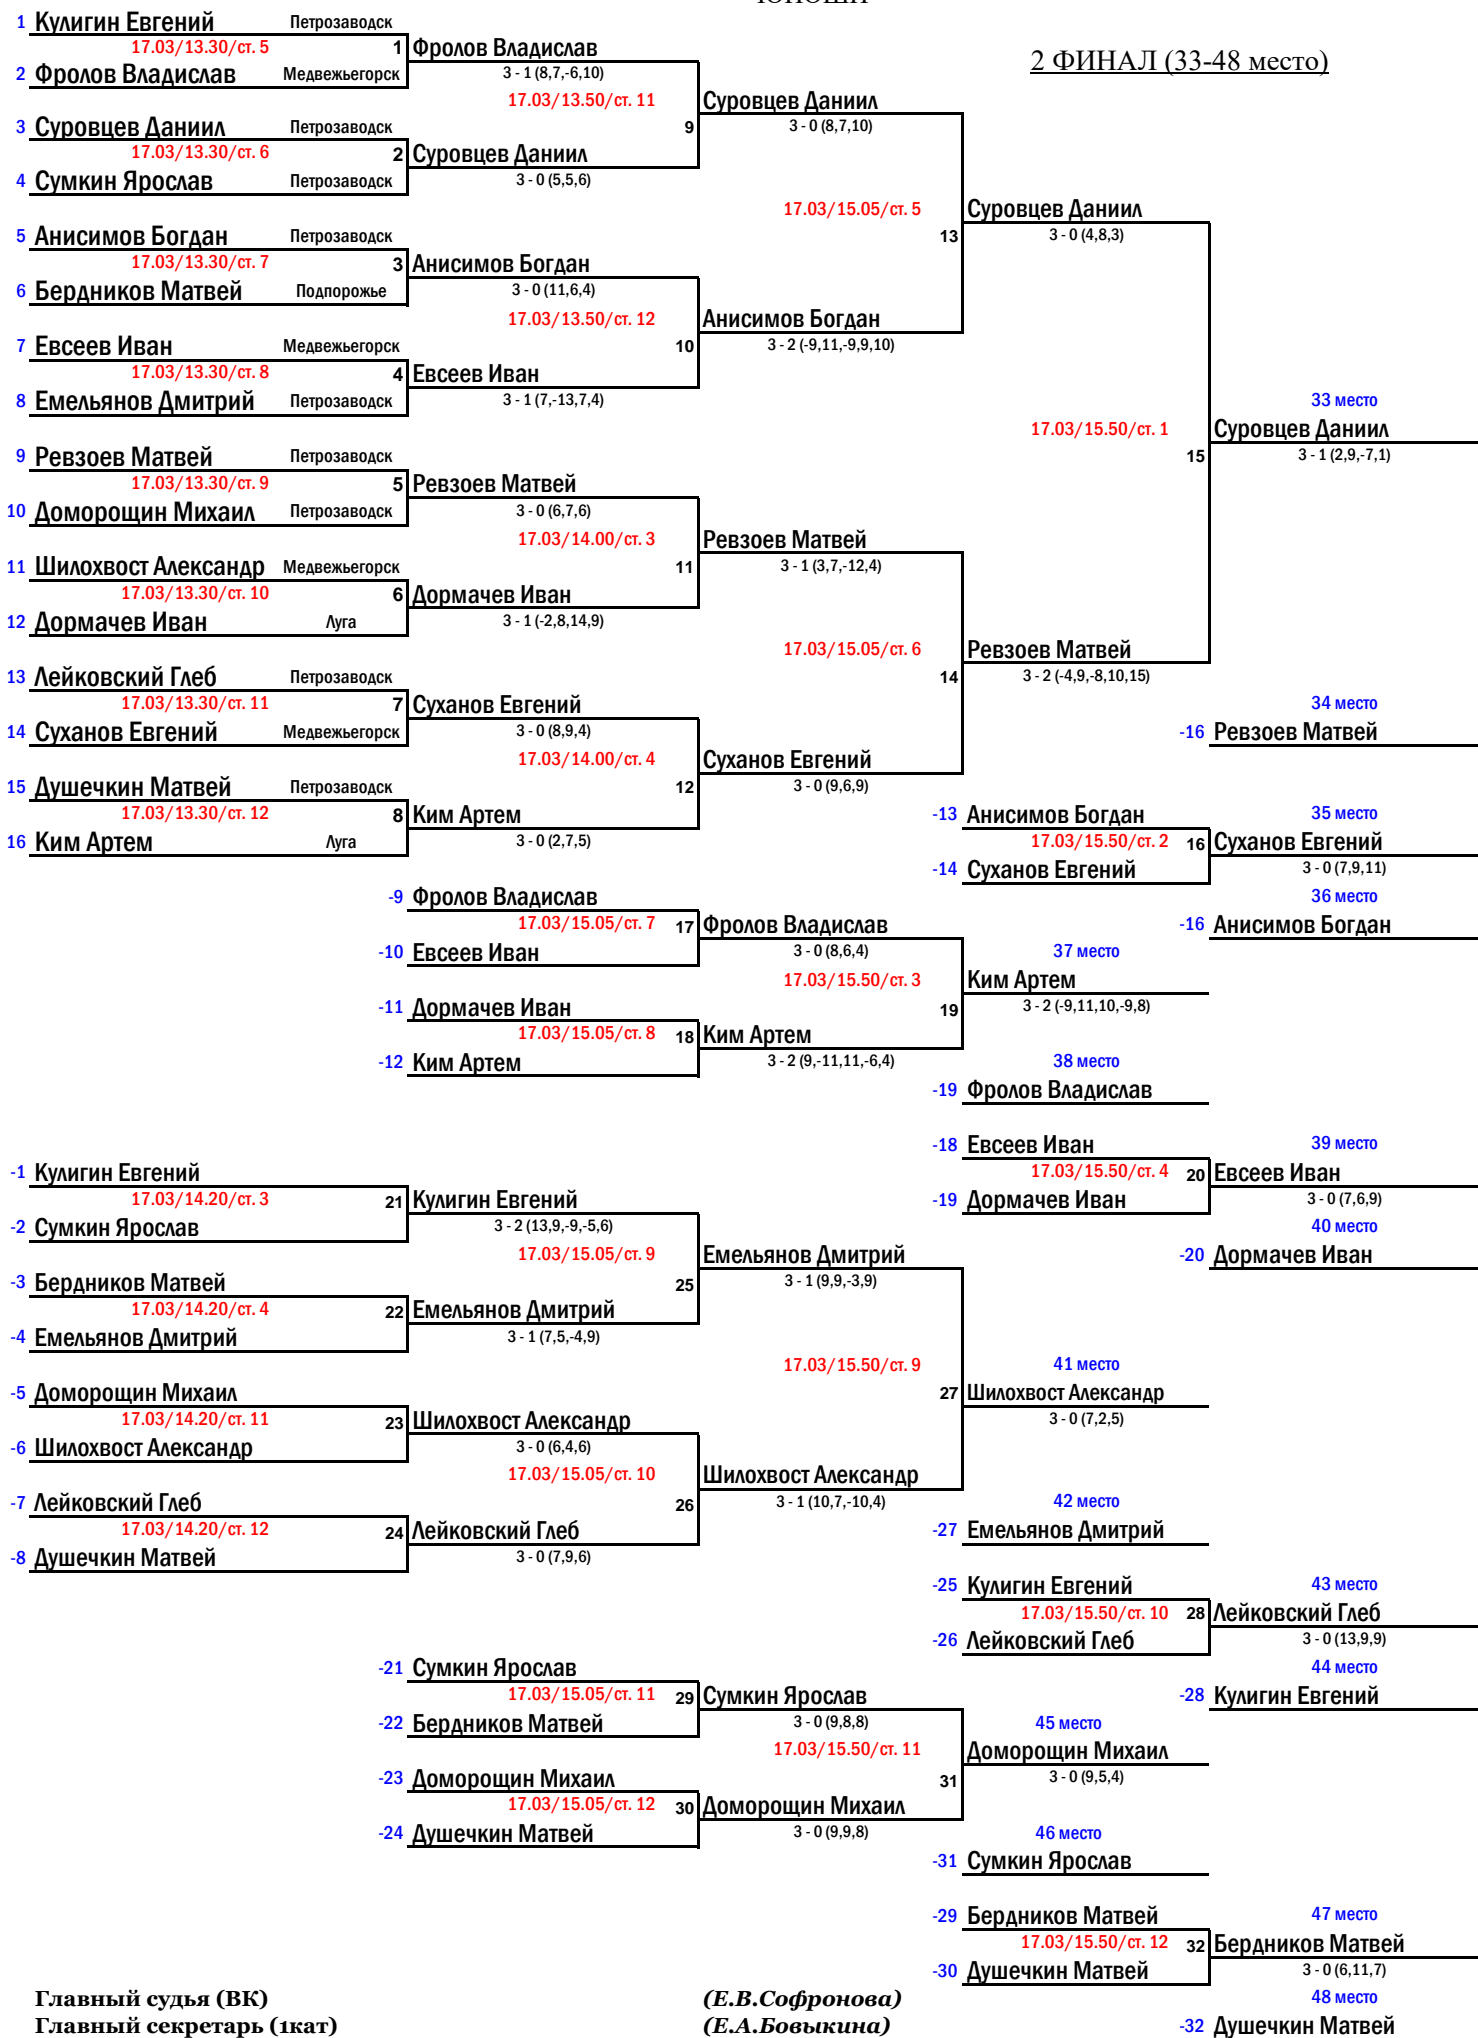 ЮНОШИ
1 Кулигин Евгений Петрозаводск
17.03/13.30/ст. 5 1 Фролов Владислав
2 ФИНАЛ (33-48 место)
2 Фролов Владислав Медвежьегорск 3 - 1 (8,7,-6,10)
17.03/13.50/ст. 11 Суровцев Даниил
3 Суровцев Даниил Петрозаводск 9 3 - 0 (8,7,10)
17.03/13.30/ст. 6 2 Суровцев Даниил
4 Сумкин Ярослав Петрозаводск 3 - 0 (5,5,6)
17.03/15.05/ст. 5 Суровцев Даниил
5 Анисимов Богдан Петрозаводск 13 3 - 0 (4,8,3)
17.03/13.30/ст. 7 3 Анисимов Богдан
6 Бердников Матвей Подпорожье 3 - 0 (11,6,4)
17.03/13.50/ст. 12 Анисимов Богдан
7 Евсеев Иван Медвежьегорск 10 3 - 2 (-9,11,-9,9,10)
17.03/13.30/ст. 8 4 Евсеев Иван
8 Емельянов Дмитрий Петрозаводск 3 - 1 (7,-13,7,4) 33 место
17.03/15.50/ст. 1 Суровцев Даниил
9 Ревзоев Матвей Петрозаводск 15 3 - 1 (2,9,-7,1)
17.03/13.30/ст. 9 5 Ревзоев Матвей
10 Доморощин Михаил Петрозаводск 3 - 0 (6,7,6)
17.03/14.00/ст. 3 Ревзоев Матвей
11 Шилохвост Александр Медвежьегорск 11 3 - 1 (3,7,-12,4)
17.03/13.30/ст. 10 6 Дормачев Иван
12 Дормачев Иван Луга 3 - 1 (-2,8,14,9)
17.03/15.05/ст. 6 Ревзоев Матвей
13 Лейковский Глеб Петрозаводск 14 3 - 2 (-4,9,-8,10,15)
17.03/13.30/ст. 11 7 Суханов Евгений 34 место
14 Суханов Евгений Медвежьегорск 3 - 0 (8,9,4) -16 Ревзоев Матвей
17.03/14.00/ст. 4 Суханов Евгений
15 Душечкин Матвей Петрозаводск 12 3 - 0 (9,6,9)
17.03/13.30/ст. 12 8 Ким Артем -13 Анисимов Богдан 35 место
16 Ким Артем Луга 3 - 0 (2,7,5) 17.03/15.50/ст. 2 16 Суханов Евгений
-14 Суханов Евгений 3 - 0 (7,9,11)
-9 Фролов Владислав 36 место
17.03/15.05/ст. 7 17 Фролов Владислав -16 Анисимов Богдан
-10 Евсеев Иван 3 - 0 (8,6,4) 37 место
17.03/15.50/ст. 3 Ким Артем
-11 Дормачев Иван 19 3 - 2 (-9,11,10,-9,8)
17.03/15.05/ст. 8 18 Ким Артем
-12 Ким Артем 3 - 2 (9,-11,11,-6,4) 38 место
-19 Фролов Владислав
-18 Евсеев Иван 39 место
-1 Кулигин Евгений 17.03/15.50/ст. 4 20 Евсеев Иван
17.03/14.20/ст. 3 21 Кулигин Евгений -19 Дормачев Иван 3 - 0 (7,6,9)
-2 Сумкин Ярослав 3 - 2 (13,9,-9,-5,6) 40 место
17.03/15.05/ст. 9 Емельянов Дмитрий -20 Дормачев Иван
-3 Бердников Матвей 25 3 - 1 (9,9,-3,9)
17.03/14.20/ст. 4 22 Емельянов Дмитрий
-4 Емельянов Дмитрий 3 - 1 (7,5,-4,9)
17.03/15.50/ст. 9 41 место
-5 Доморощин Михаил 27 Шилохвост Александр
17.03/14.20/ст. 11 23 Шилохвост Александр 3 - 0 (7,2,5)
-6 Шилохвост Александр 3 - 0 (6,4,6)
17.03/15.05/ст. 10 Шилохвост Александр
-7 Лейковский Глеб 26 3 - 1 (10,7,-10,4) 42 место
17.03/14.20/ст. 12 24 Лейковский Глеб -27 Емельянов Дмитрий
-8 Душечкин Матвей 3 - 0 (7,9,6)
-25 Кулигин Евгений 43 место
17.03/15.50/ст. 10 28 Лейковский Глеб
-26 Лейковский Глеб 3 - 0 (13,9,9)
-21 Сумкин Ярослав 44 место
17.03/15.05/ст. 11 29 Сумкин Ярослав -28 Кулигин Евгений
-22 Бердников Матвей 3 - 0 (9,8,8) 45 место
17.03/15.50/ст. 11 Доморощин Михаил
-23 Доморощин Михаил 31 3 - 0 (9,5,4)
17.03/15.05/ст. 12 30 Доморощин Михаил
-24 Душечкин Матвей 3 - 0 (9,9,8) 46 место
-31 Сумкин Ярослав
-29 Бердников Матвей 47 место
17.03/15.50/ст. 12 32 Бердников Матвей
-30 Душечкин Матвей 3 - 0 (6,11,7)
Главный судья (ВК) (Е.В.Софронова) 48 место
Главный секретарь (1кат) (Е.А.Бовыкина) -32 Душечкин Матвей